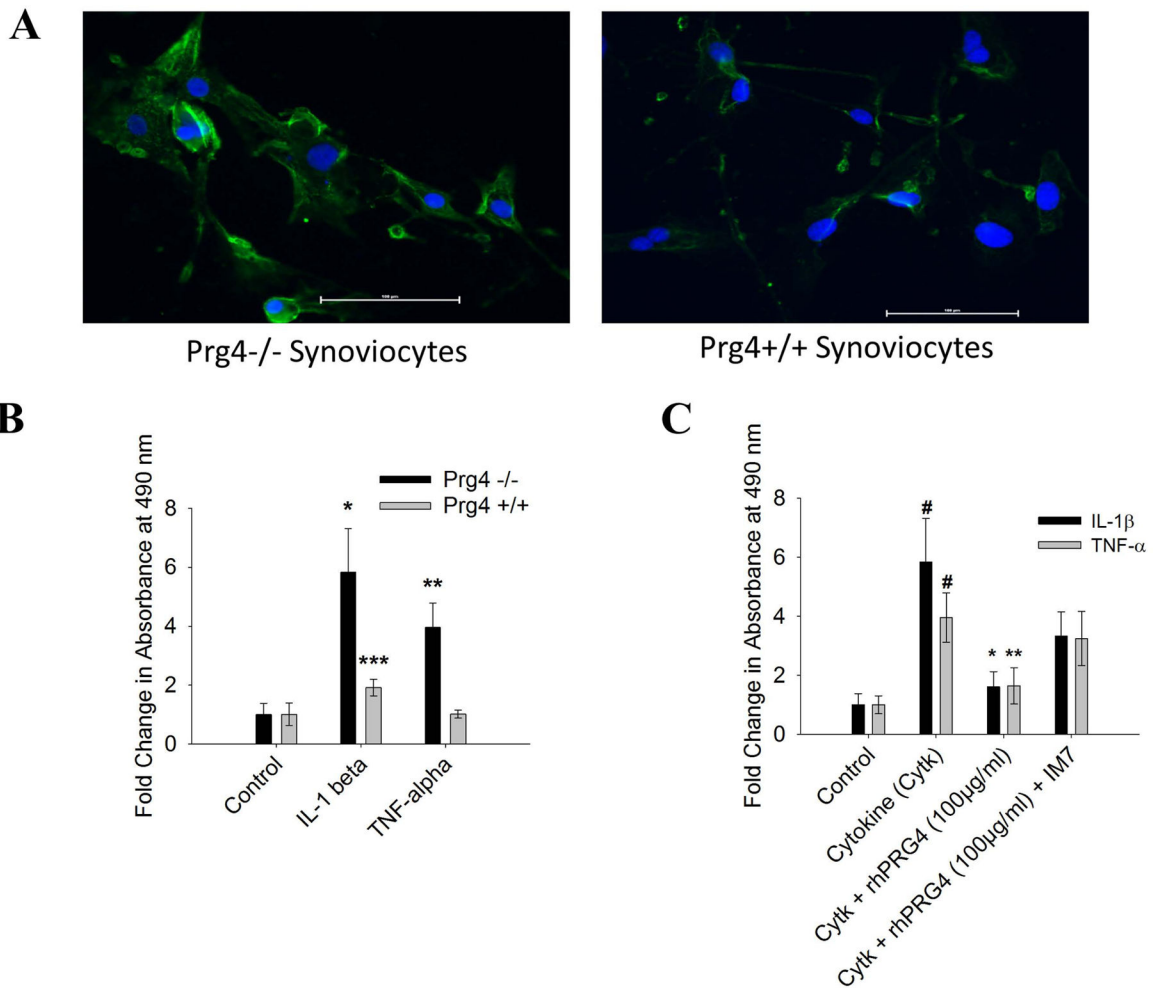 A
100 µm
Prg4-/- Synoviocytes
Prg4+/+ Synoviocytes
B
Fold Change in Absorbance at 490 nm
8
6
4
2
0
Prg4 -/-
Prg4 +/+
*
**
***
Control
IL-1 beta
TNF-alpha
C
Fold Change in Absorbance at 490 nm
8
6
4
2
0
IL-1β
TNF-α
#
#
* **
Control
Cytokine (Cytk)
Cytk + rhPRG4 (100µg/ml)
Cytk + rhPRG4 (100µg/ml) + IM7